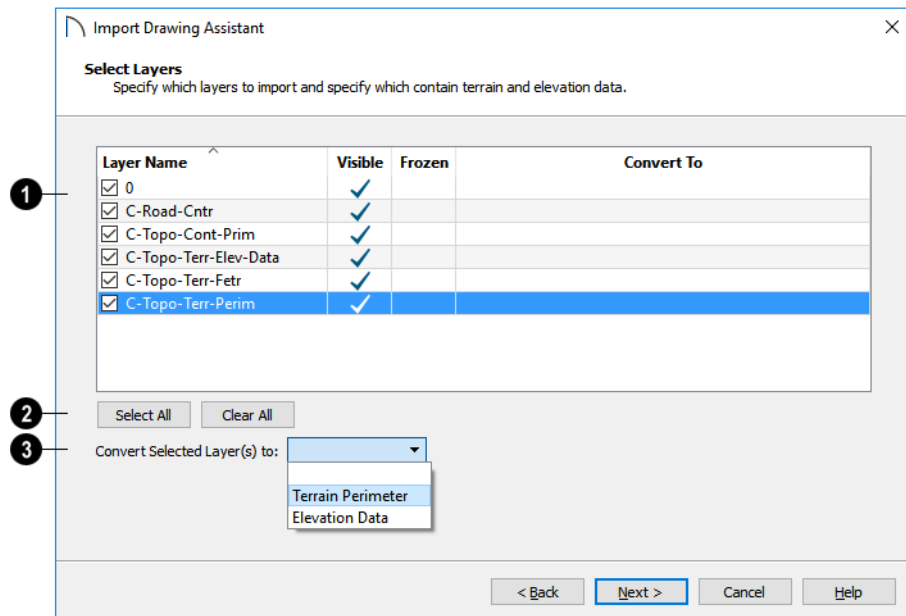 Import Drawing Assistant
Select Layers
Specify which layers to import and specify which contain terrain and elevation data.
Layer Name Visible Frozen Convert To
1 0
C-Road-Cntr
C-Topo-Cont-Prim
C-Topo-Terr-Elev-Data
C-Topo-Terr-Fetr
C-Topo-Terr-Perim
2 Select All Clear All
3 Convert Selected Layer(s) to:
Terrain Perimeter
Elevation Data
< Back Next > Cancel Help